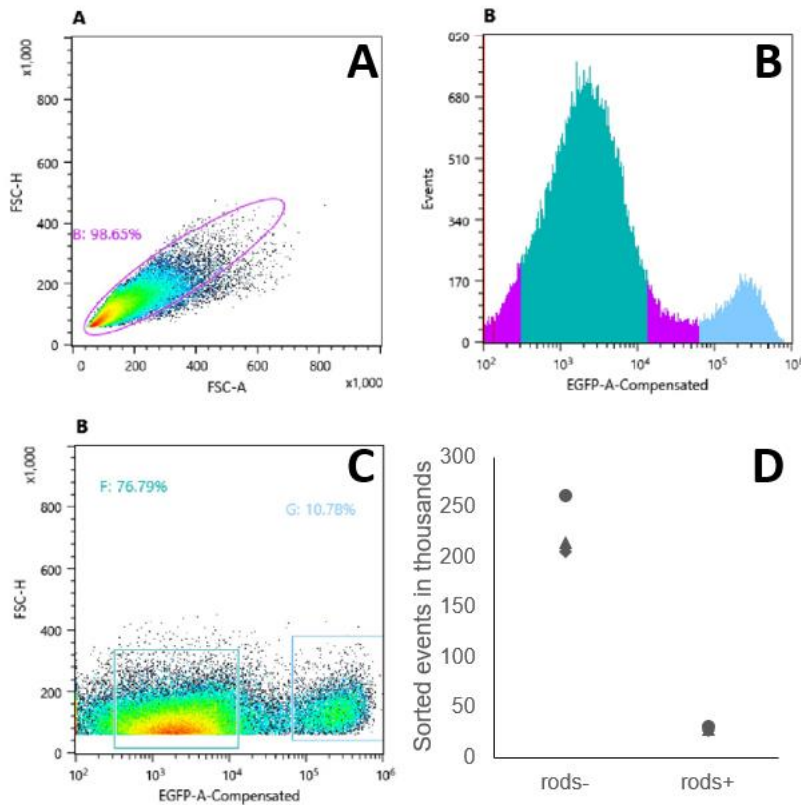 A
A
x1,000
800
600
400
200
0
FSC-H
B: 98.65%
200
400
600
800
x1,000
FSC-A
B
B
850
680
510
340
170
0
Events
10²
10³
10⁴
10⁵
10⁶
EGFP-A-Compensated
B
C
x1,000
800
600
400
200
0
FSC-H
F: 76.79%
G: 10.78%
10²
10³
10⁴
10⁵
10⁶
EGFP-A-Compensated
D
300
250
200
150
100
50
0
Sorted events in thousands
rods-
rods+